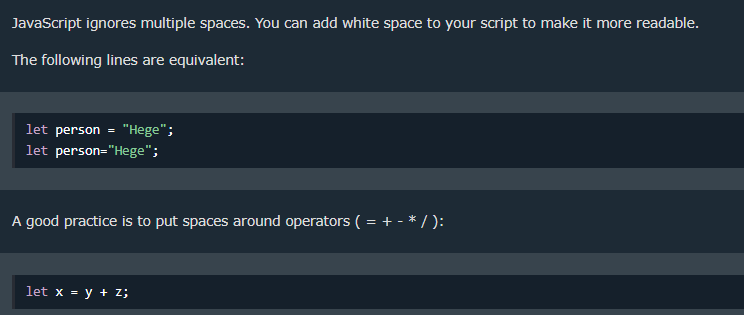 JavaScript ignores multiple spaces. You can add white space to your script to make it more readable.
The following lines are equivalent:
let person = "Hege";
let person="Hege";
A good practice is to put spaces around operators ( = + - * / ):
let x = y + z;